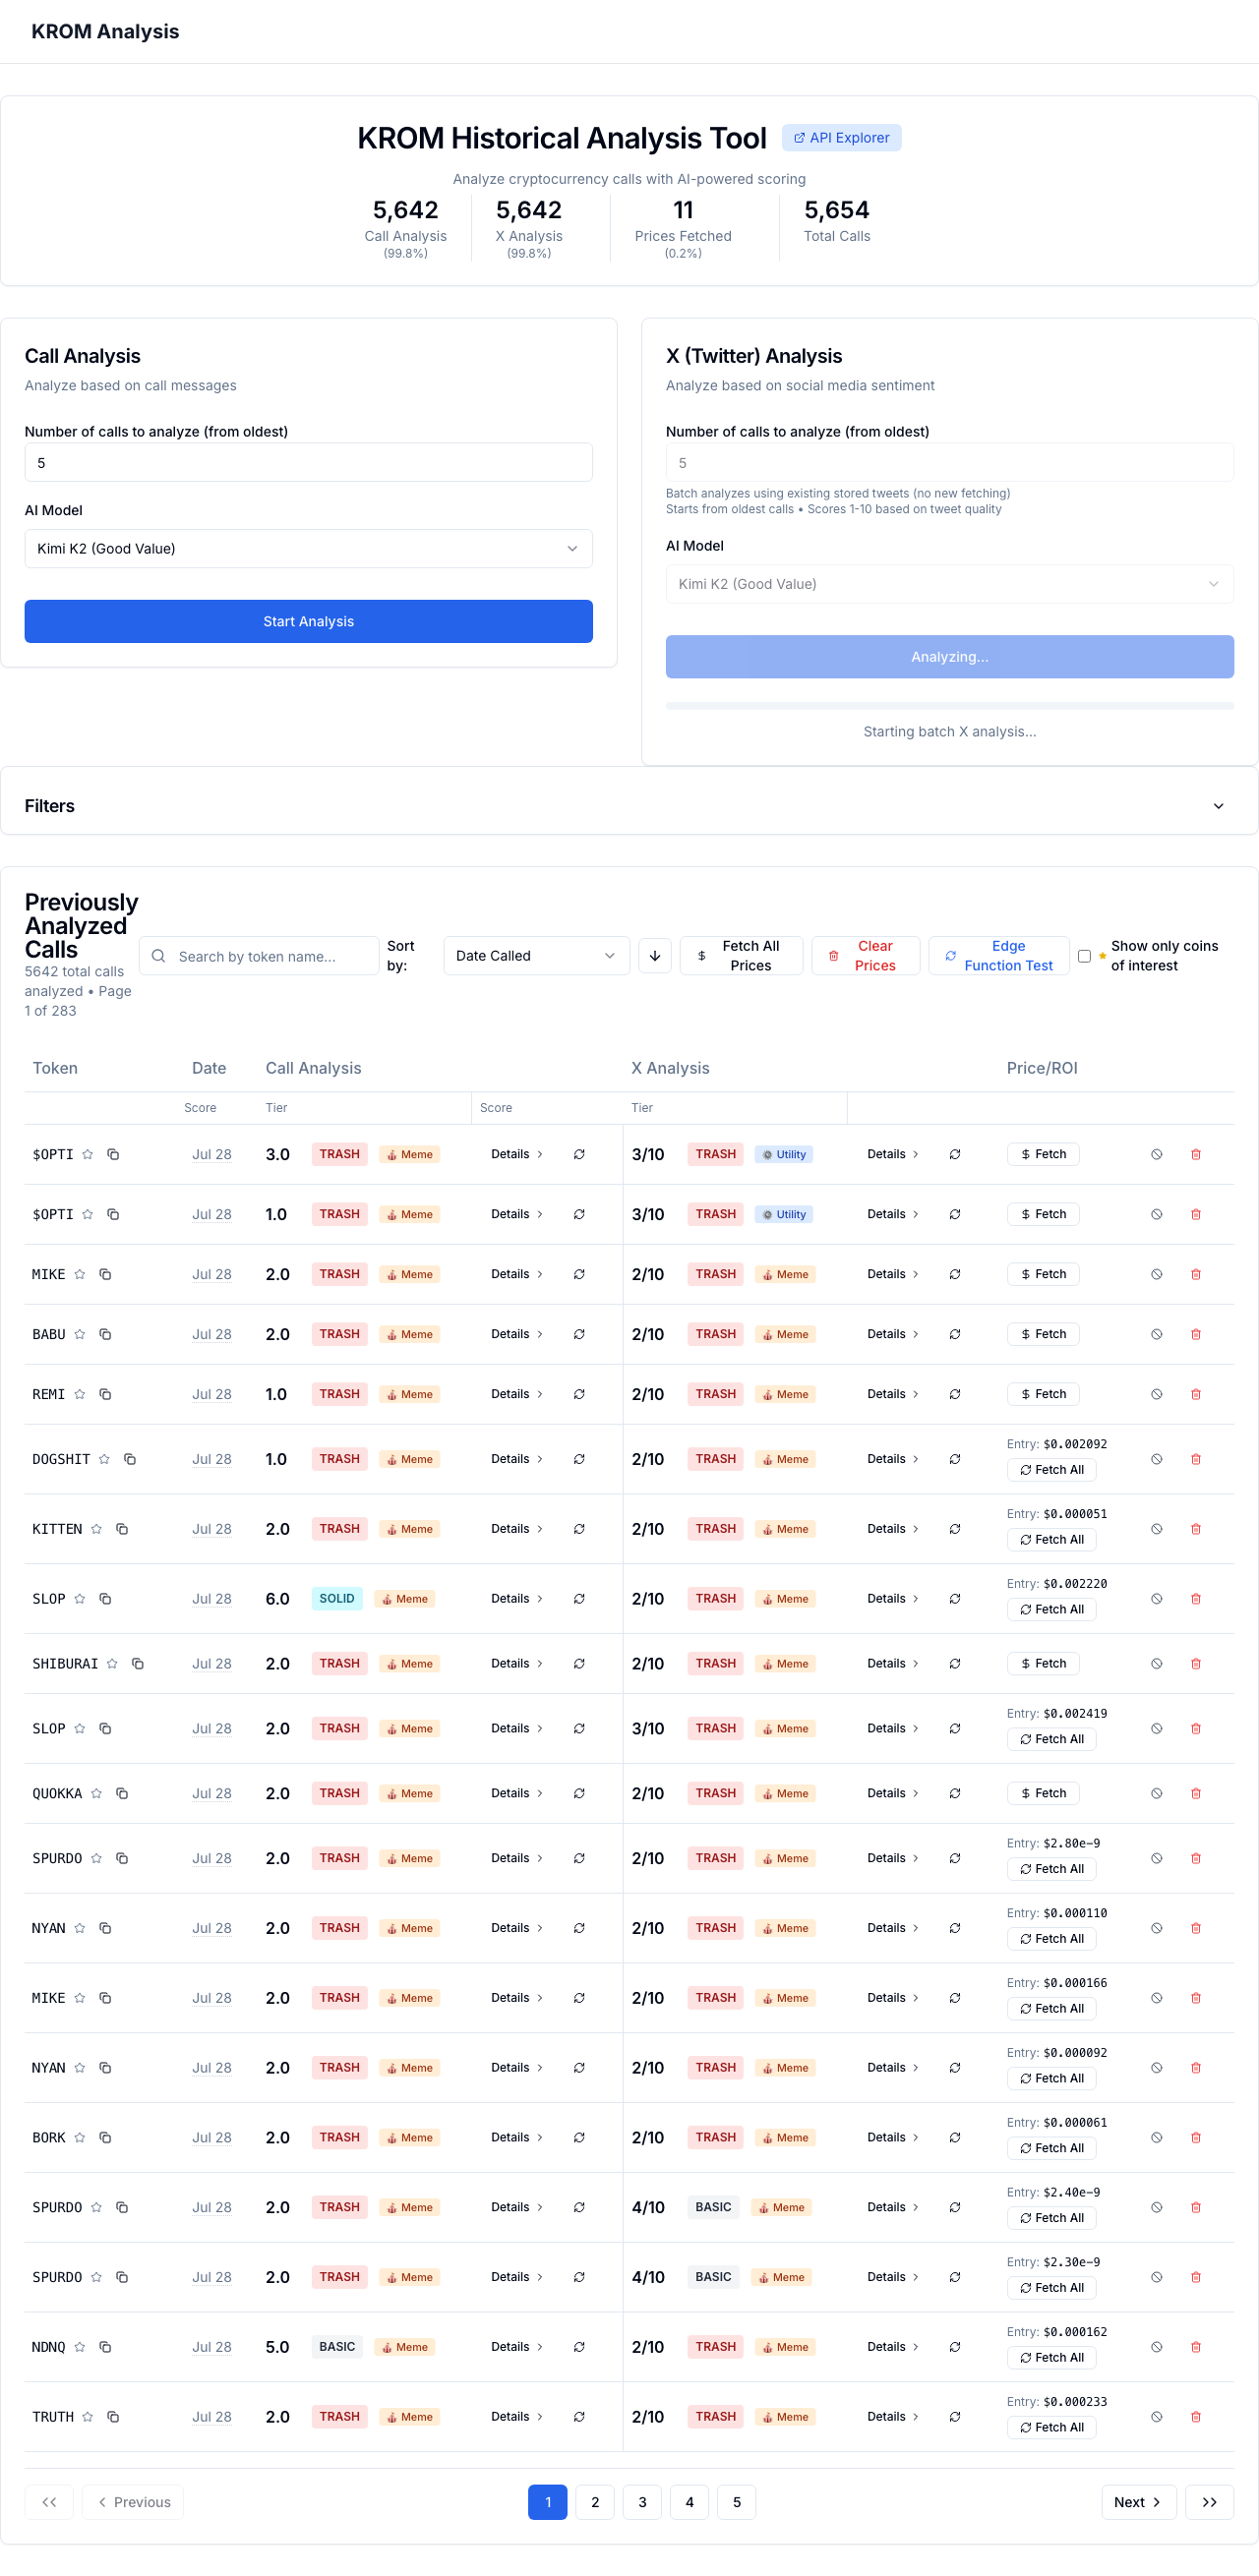 KROM Analysis
KROM Historical Analysis Tool API Explorer
Analyze cryptocurrency calls with AI-powered scoring
5,642 5,642 11 5,654
Call Analysis X Analysis Prices Fetched Total Calls
(99.8%) (99.8%) (0.2%)
Call Analysis
Analyze based on call messages
Number of calls to analyze (from oldest)
5
AI Model
Kimi K2 (Good Value)
Start Analysis
X (Twitter) Analysis
Analyze based on social media sentiment
Number of calls to analyze (from oldest)
5
Batch analyzes using existing stored tweets (no new fetching)
Starts from oldest calls • Scores 1-10 based on tweet quality
AI Model
Kimi K2 (Good Value)
Analyzing...
Starting batch X analysis...
Filters
Previously
Analyzed
Calls
5642 total calls
analyzed • Page
1 of 283
Search by token name...
Sort
by:
Date Called
$ Fetch All
Prices
Clear
Prices
Edge
Function Test
Show only coins
of interest
Token Date Call Analysis X Analysis Price/ROI
Score Tier Score Tier
$OPTI Jul 28 3.0 TRASH Meme Details 3/10 TRASH Utility Details $ Fetch
$OPTI Jul 28 1.0 TRASH Meme Details 3/10 TRASH Utility Details $ Fetch
MIKE Jul 28 2.0 TRASH Meme Details 2/10 TRASH Meme Details $ Fetch
BABU Jul 28 2.0 TRASH Meme Details 2/10 TRASH Meme Details $ Fetch
REMI Jul 28 1.0 TRASH Meme Details 2/10 TRASH Meme Details $ Fetch
DOGSHIT Jul 28 1.0 TRASH Meme Details 2/10 TRASH Meme Details Entry: $0.002092
Fetch All
KITTEN Jul 28 2.0 TRASH Meme Details 2/10 TRASH Meme Details Entry: $0.000051
Fetch All
SLOP Jul 28 6.0 SOLID Meme Details 2/10 TRASH Meme Details Entry: $0.002220
Fetch All
SHIBURAI Jul 28 2.0 TRASH Meme Details 2/10 TRASH Meme Details $ Fetch
SLOP Jul 28 2.0 TRASH Meme Details 3/10 TRASH Meme Details Entry: $0.002419
Fetch All
QUOKKA Jul 28 2.0 TRASH Meme Details 2/10 TRASH Meme Details $ Fetch
SPURDO Jul 28 2.0 TRASH Meme Details 2/10 TRASH Meme Details Entry: $2.80e-9
Fetch All
NYAN Jul 28 2.0 TRASH Meme Details 2/10 TRASH Meme Details Entry: $0.000110
Fetch All
MIKE Jul 28 2.0 TRASH Meme Details 2/10 TRASH Meme Details Entry: $0.000166
Fetch All
NYAN Jul 28 2.0 TRASH Meme Details 2/10 TRASH Meme Details Entry: $0.000092
Fetch All
BORK Jul 28 2.0 TRASH Meme Details 2/10 TRASH Meme Details Entry: $0.000061
Fetch All
SPURDO Jul 28 2.0 TRASH Meme Details 4/10 BASIC Meme Details Entry: $2.40e-9
Fetch All
SPURDO Jul 28 2.0 TRASH Meme Details 4/10 BASIC Meme Details Entry: $2.30e-9
Fetch All
NDNQ Jul 28 5.0 BASIC Meme Details 2/10 TRASH Meme Details Entry: $0.000162
Fetch All
TRUTH Jul 28 2.0 TRASH Meme Details 2/10 TRASH Meme Details Entry: $0.000233
Fetch All
Previous 1 2 3 4 5 Next